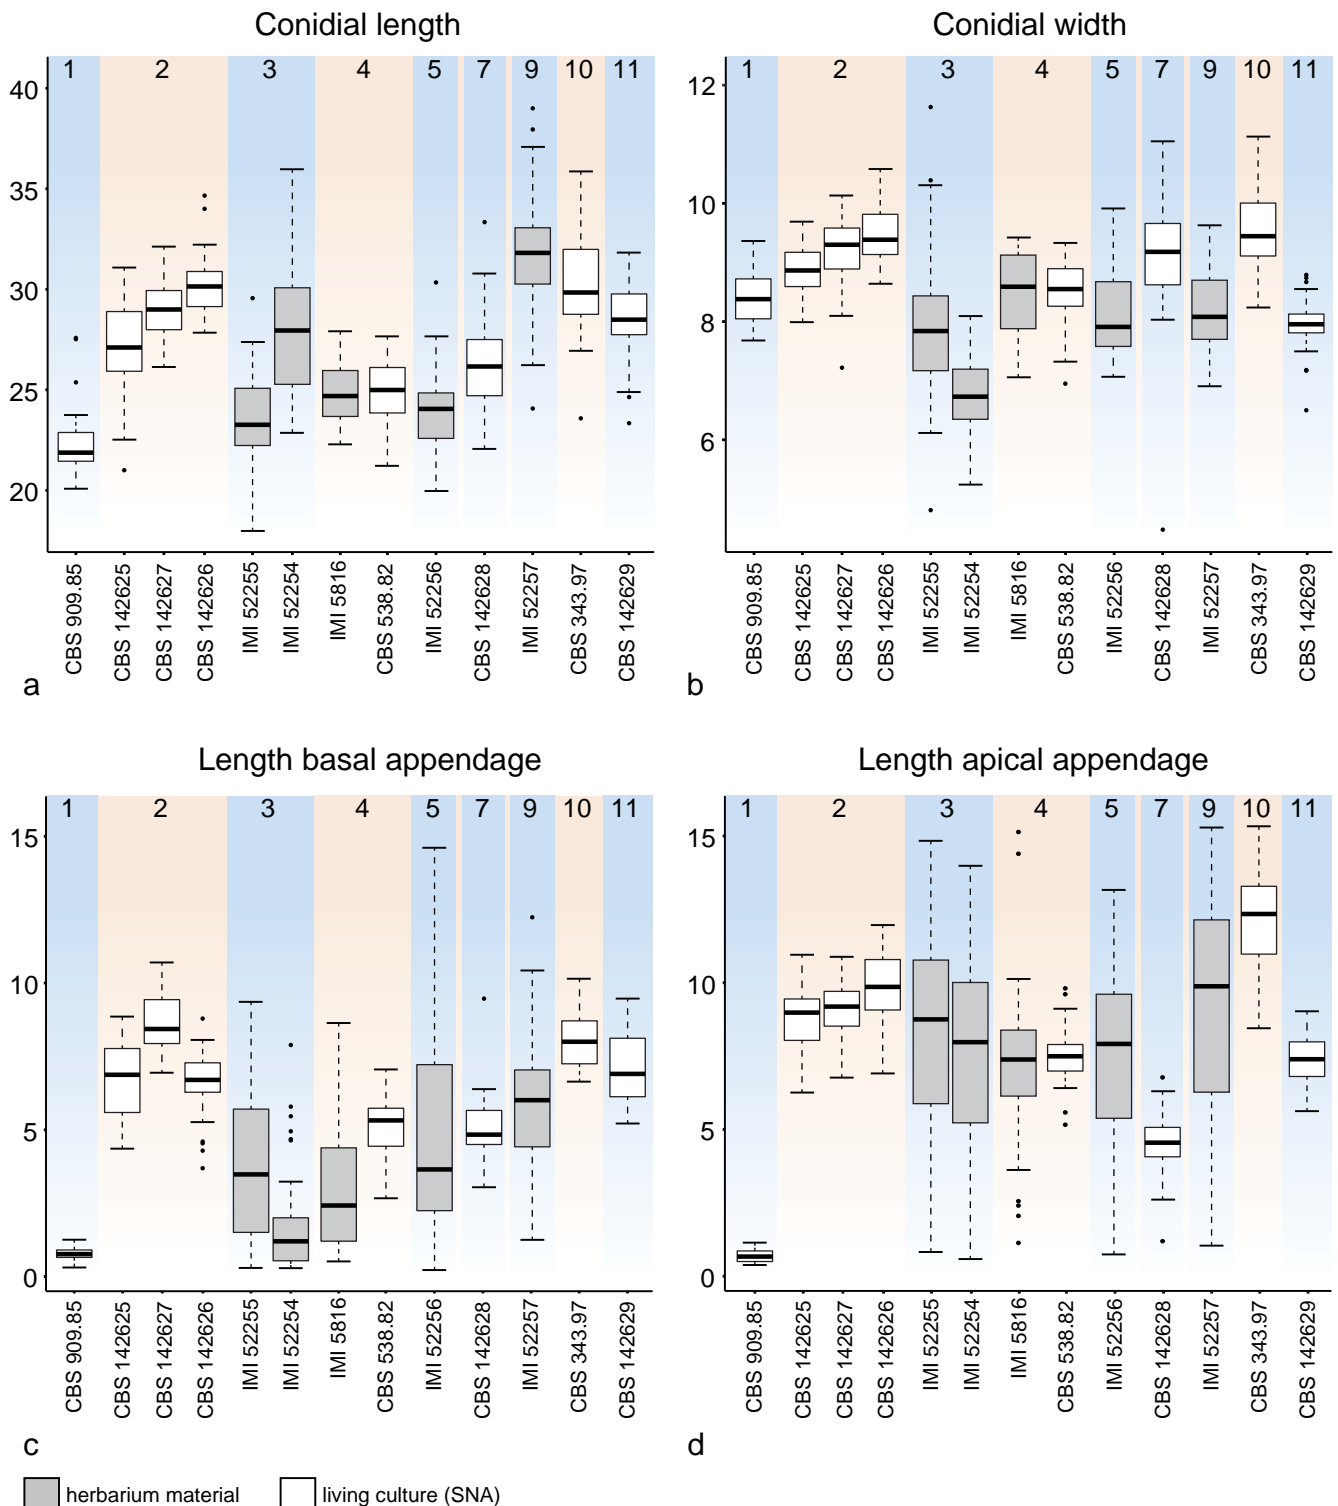 Conidial length
1 2 3 4 5 7 9 10 11
40
35
30
25
20
CBS 909.85
CBS 142625
CBS 142627
CBS 142626
IMI 52255
IMI 52254
IMI 5816
CBS 538.82
IMI 52256
CBS 142628
IMI 52257
CBS 343.97
CBS 142629
a
Conidial width
1 2 3 4 5 7 9 10 11
12
10
8
6
CBS 909.85
CBS 142625
CBS 142627
CBS 142626
IMI 52255
IMI 52254
IMI 5816
CBS 538.82
IMI 52256
CBS 142628
IMI 52257
CBS 343.97
CBS 142629
b
Length basal appendage
1 2 3 4 5 7 9 10 11
15
10
5
0
CBS 909.85
CBS 142625
CBS 142627
CBS 142626
IMI 52255
IMI 52254
IMI 5816
CBS 538.82
IMI 52256
CBS 142628
IMI 52257
CBS 343.97
CBS 142629
c
Length apical appendage
1 2 3 4 5 7 9 10 11
15
10
5
0
CBS 909.85
CBS 142625
CBS 142627
CBS 142626
IMI 52255
IMI 52254
IMI 5816
CBS 538.82
IMI 52256
CBS 142628
IMI 52257
CBS 343.97
CBS 142629
d
herbarium material
living culture (SNA)